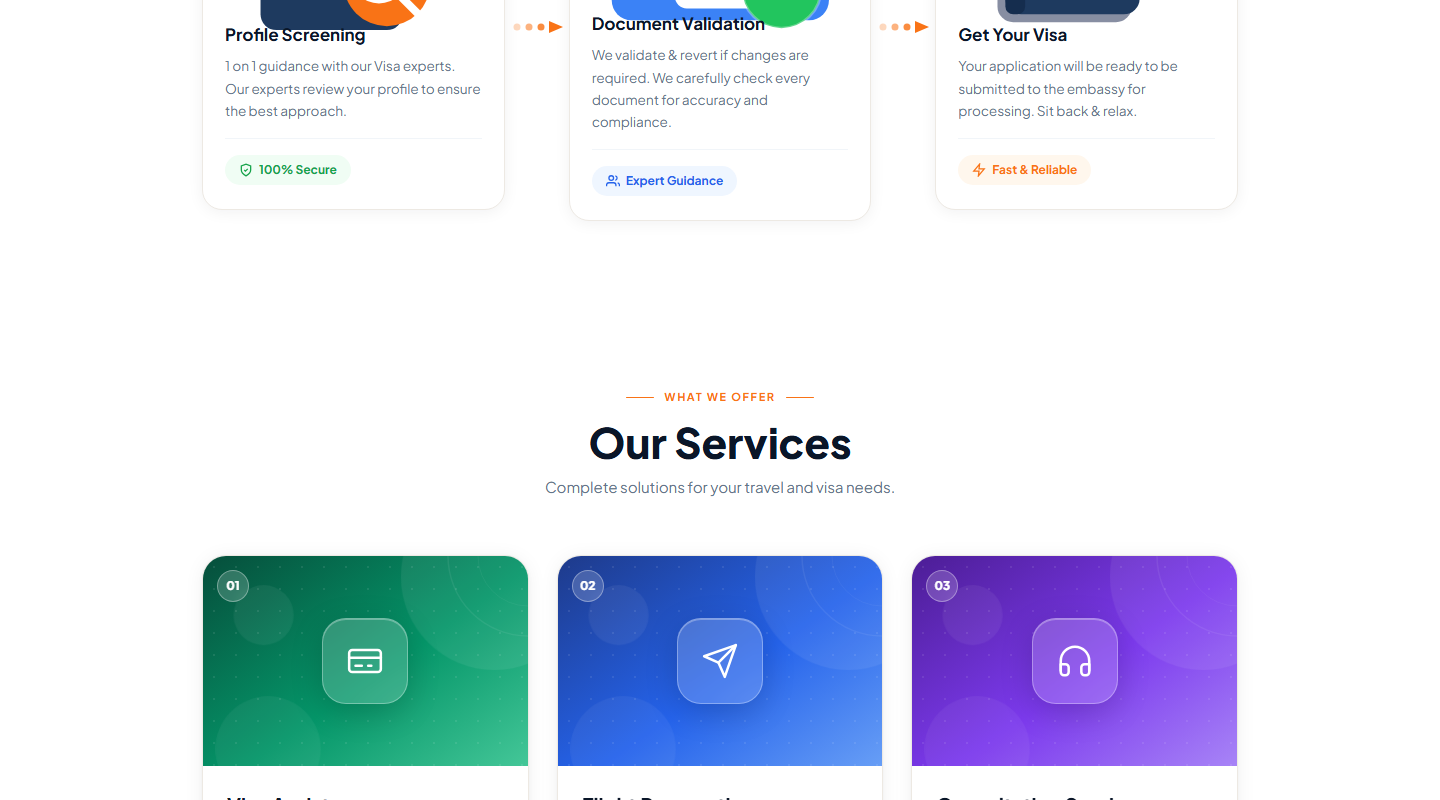 Profile Screening
1 on 1 guidance with our Visa experts.
Our experts review your profile to ensure
the best approach.
100% Secure
Document Validation
We validate & revert if changes are
required. We carefully check every
document for accuracy and
compliance.
Expert Guidance
Get Your Visa
Your application will be ready to be
submitted to the embassy for
processing. Sit back & relax.
Fast & Reliable
WHAT WE OFFER
Our Services
Complete solutions for your travel and visa needs.
01
02
03